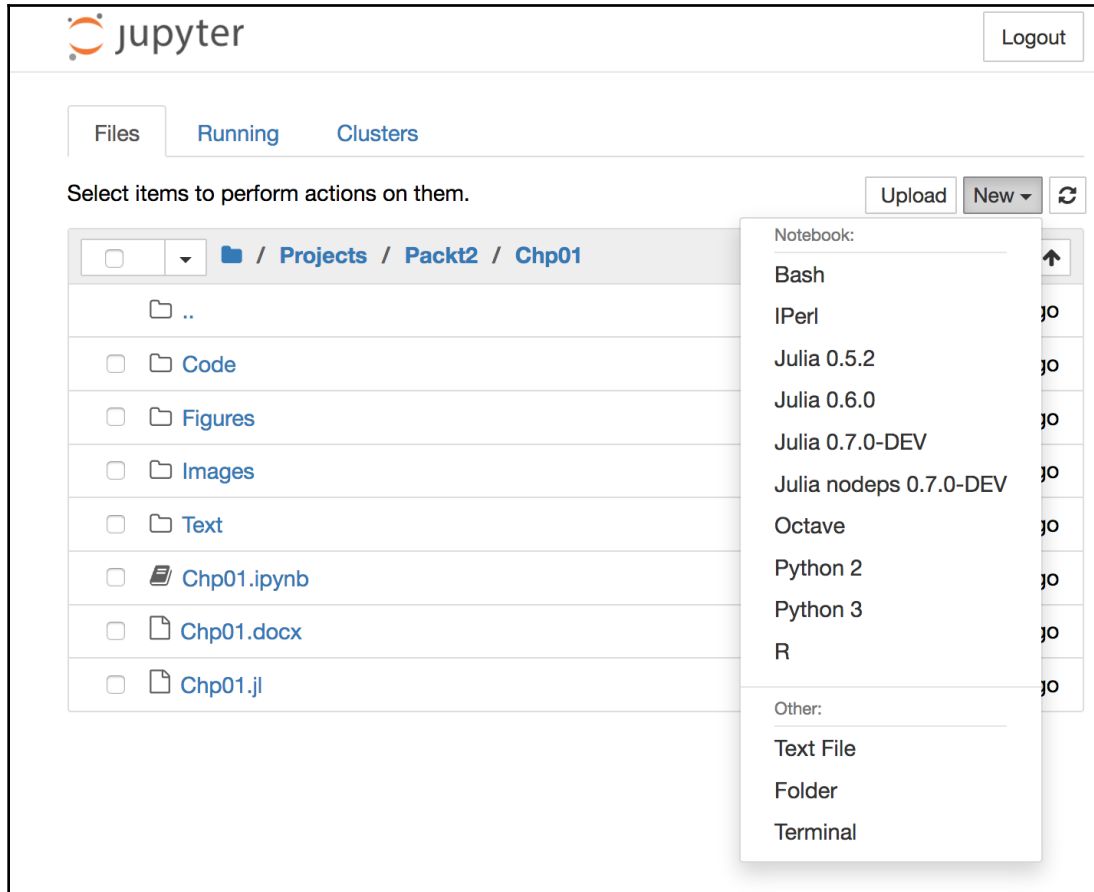 jupyter
Logout
Files Running Clusters
Select items to perform actions on them.
Upload New
/ Projects / Packt2 / Chp01
..
Code
Figures
Images
Text
Chp01.ipynb
Chp01.docx
Chp01.jl
Notebook:
Bash
IPerl
Julia 0.5.2
Julia 0.6.0
Julia 0.7.0-DEV
Julia nodeps 0.7.0-DEV
Octave
Python 2
Python 3
R
Other:
Text File
Folder
Terminal